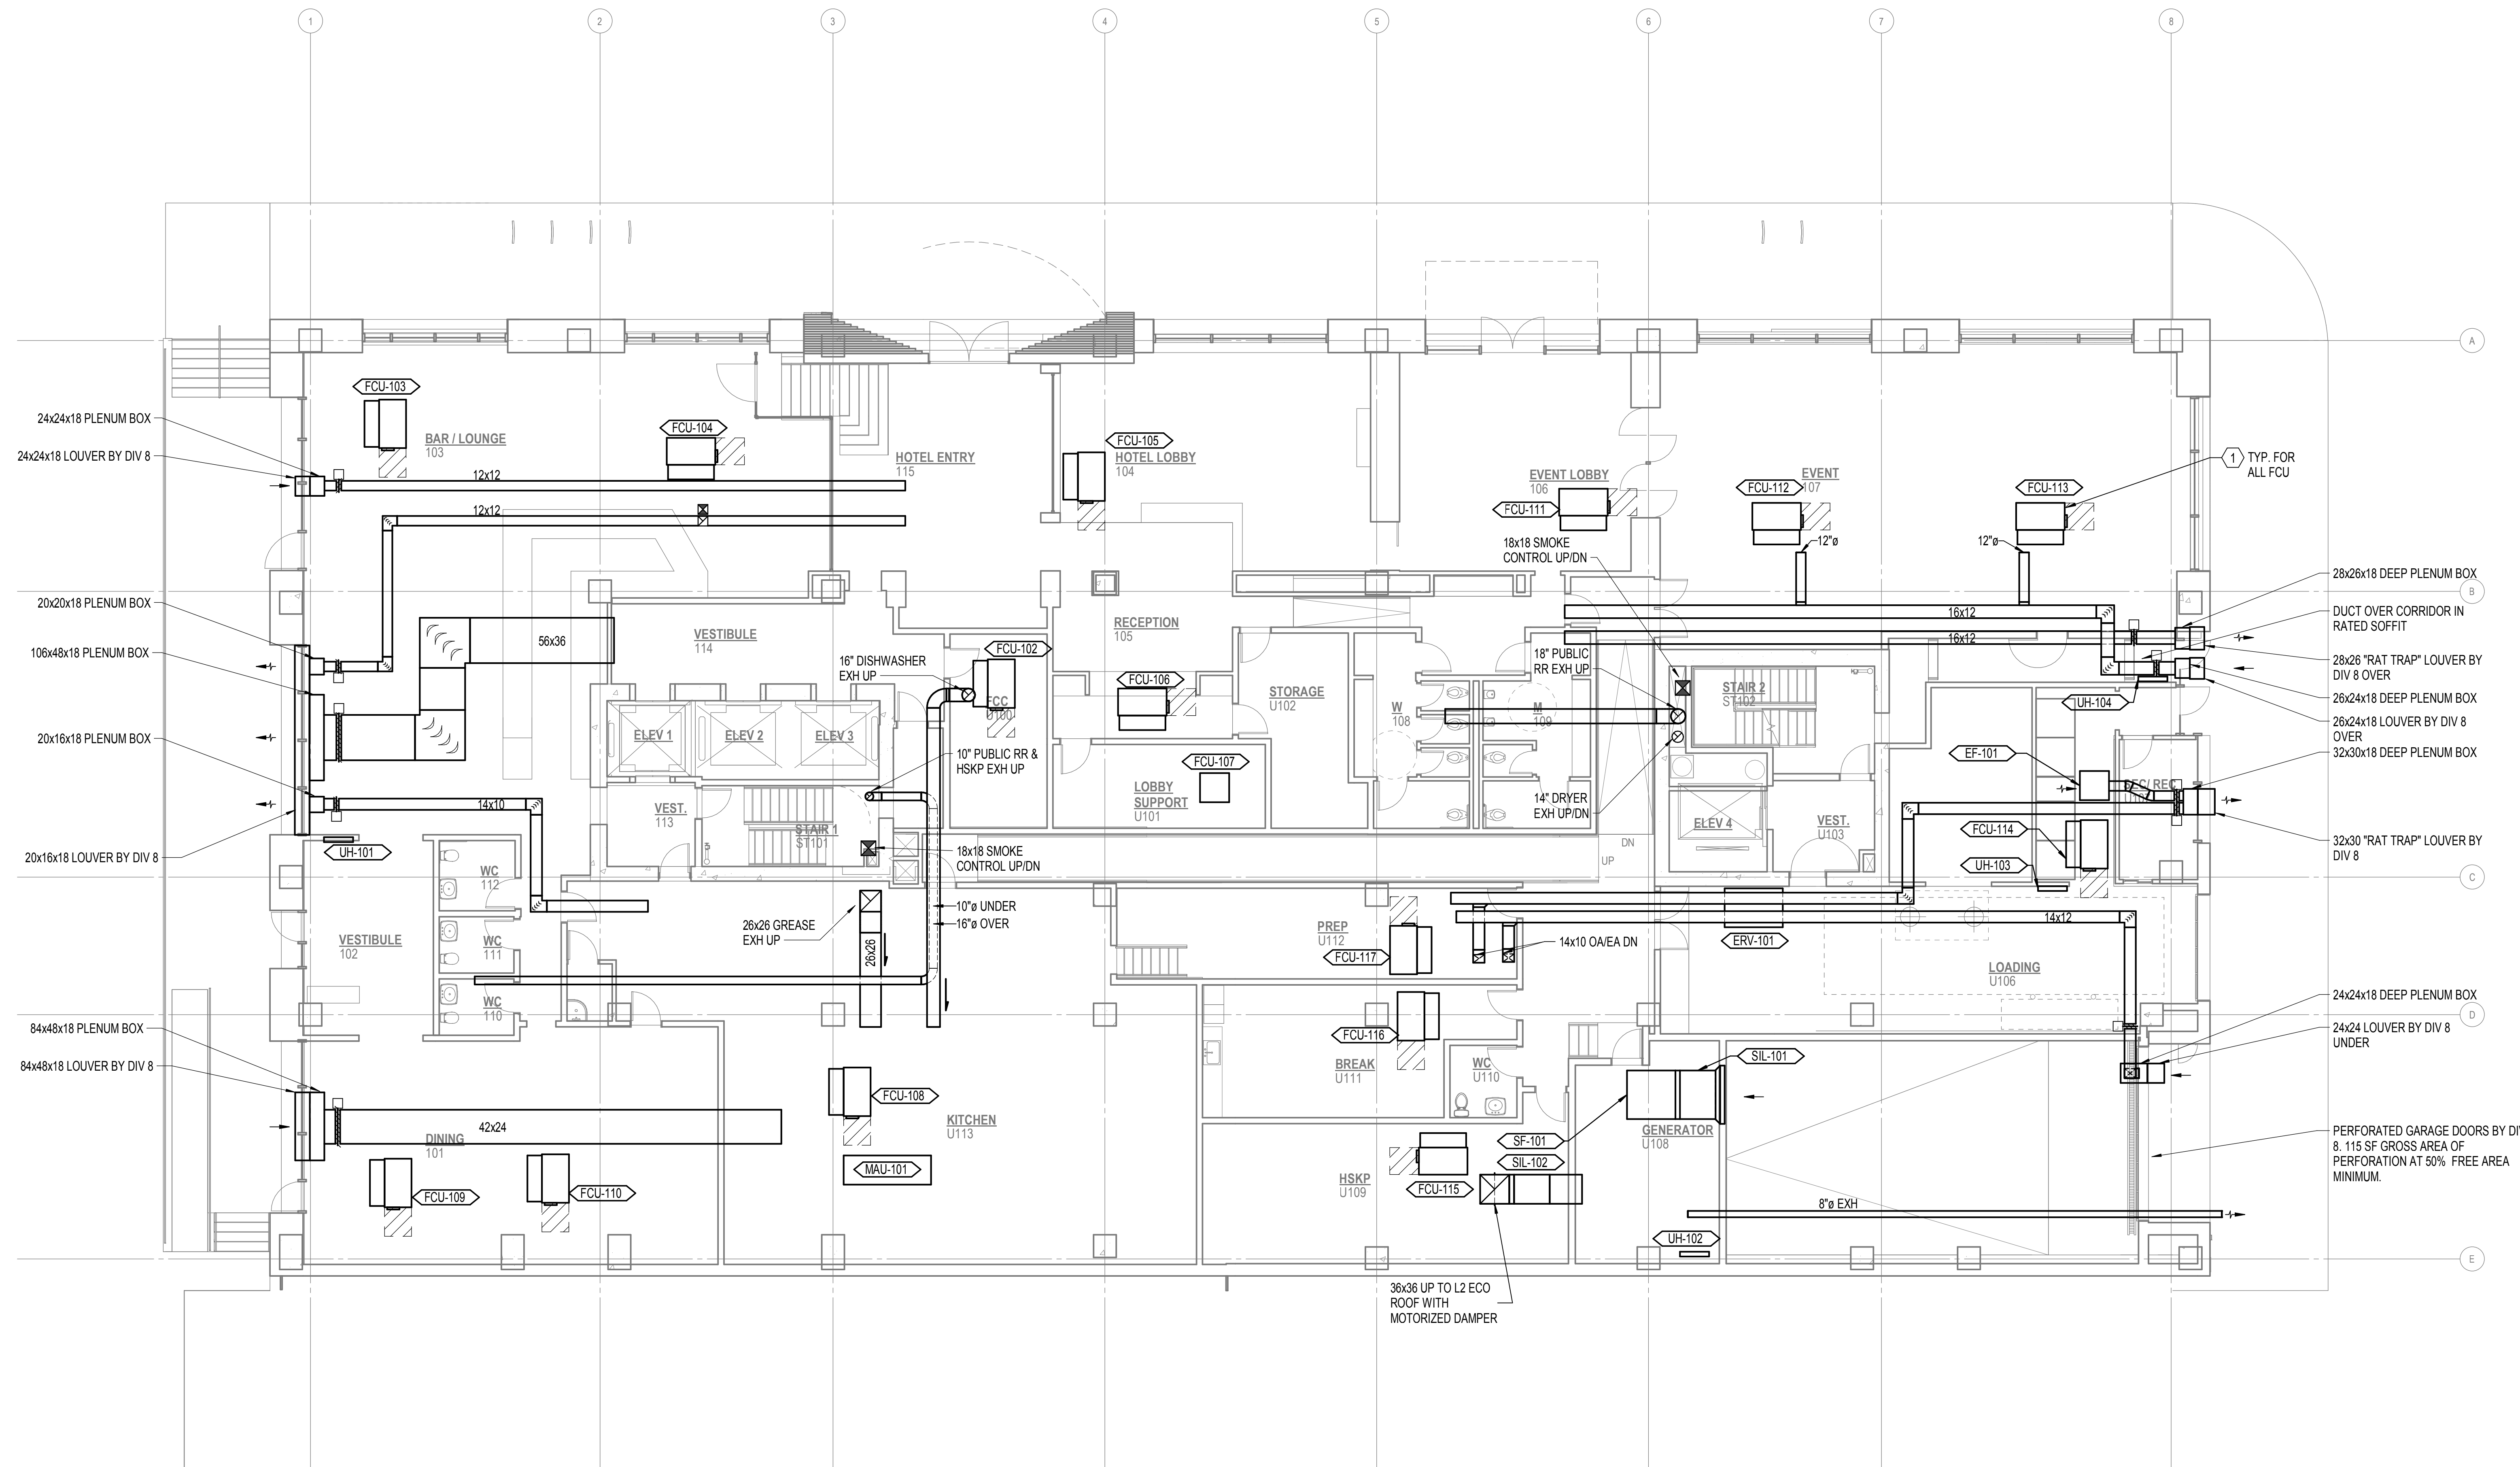 1
2
3
4
5
6
7
8
A
B
C
D
E
FCU-103
BAR / LOUNGE
103
FCU-104
24x24x18 PLENUM BOX
24x24x18 LOUVER BY DIV 8
12x12
12x12
HOTEL ENTRY
115
FCU-105
HOTEL LOBBY
104
EVENT LOBBY
106
FCU-111
EVENT
107
FCU-112
FCU-113
1
TYP. FOR
ALL FCU
18x18 SMOKE
CONTROL UP/DN
12"ø
12"ø
20x20x18 PLENUM BOX
106x48x18 PLENUM BOX
56x36
VESTIBULE
114
16" DISHWASHER
EXH UP
FCU-102
FCC
U100
RECEPTION
105
FCU-106
STORAGE
U102
W
108
M
109
18" PUBLIC
RR EXH UP
STAIR 2
ST102
16x12
16x12
28x26x18 DEEP PLENUM BOX
DUCT OVER CORRIDOR IN
RATED SOFFIT
28x26 "RAT TRAP" LOUVER BY
DIV 8 OVER
26x24x18 DEEP PLENUM BOX
26x24x18 LOUVER BY DIV 8
OVER
32x30x18 DEEP PLENUM BOX
UH-104
EF-101
20x16x18 PLENUM BOX
ELEV 1
ELEV 2
ELEV 3
10" PUBLIC RR &
HSKP EXH UP
FCU-107
LOBBY
SUPPORT
U101
14" DRYER
EXH UP/DN
ELEV 4
VEST.
U103
FCU-114
UH-103
32x30 "RAT TRAP" LOUVER BY
DIV 8
14x10
VEST.
113
STAIR 1
ST101
20x16x18 LOUVER BY DIV 8
UH-101
WC
112
18x18 SMOKE
CONTROL UP/DN
DN
UP
VESTIBULE
102
WC
111
WC
110
26x26 GREASE
EXH UP
26x26
10"ø UNDER
16"ø OVER
PREP
U112
FCU-117
14x10 OA/EA DN
ERV-101
14x12
LOADING
U106
24x24x18 DEEP PLENUM BOX
24x24 LOUVER BY DIV 8
UNDER
84x48x18 PLENUM BOX
84x48x18 LOUVER BY DIV 8
FCU-116
BREAK
U111
WC
U110
SIL-101
SF-101
GENERATOR
U108
42x24
DINING
101
FCU-108
KITCHEN
U113
MAU-101
FCU-109
FCU-110
SIL-102
HSKP
U109
FCU-115
8"ø EXH
UH-102
PERFORATED GARAGE DOORS BY DI
8. 115 SF GROSS AREA OF
PERFORATION AT 50% FREE AREA
MINIMUM.
36x36 UP TO L2 ECO
ROOF WITH
MOTORIZED DAMPER